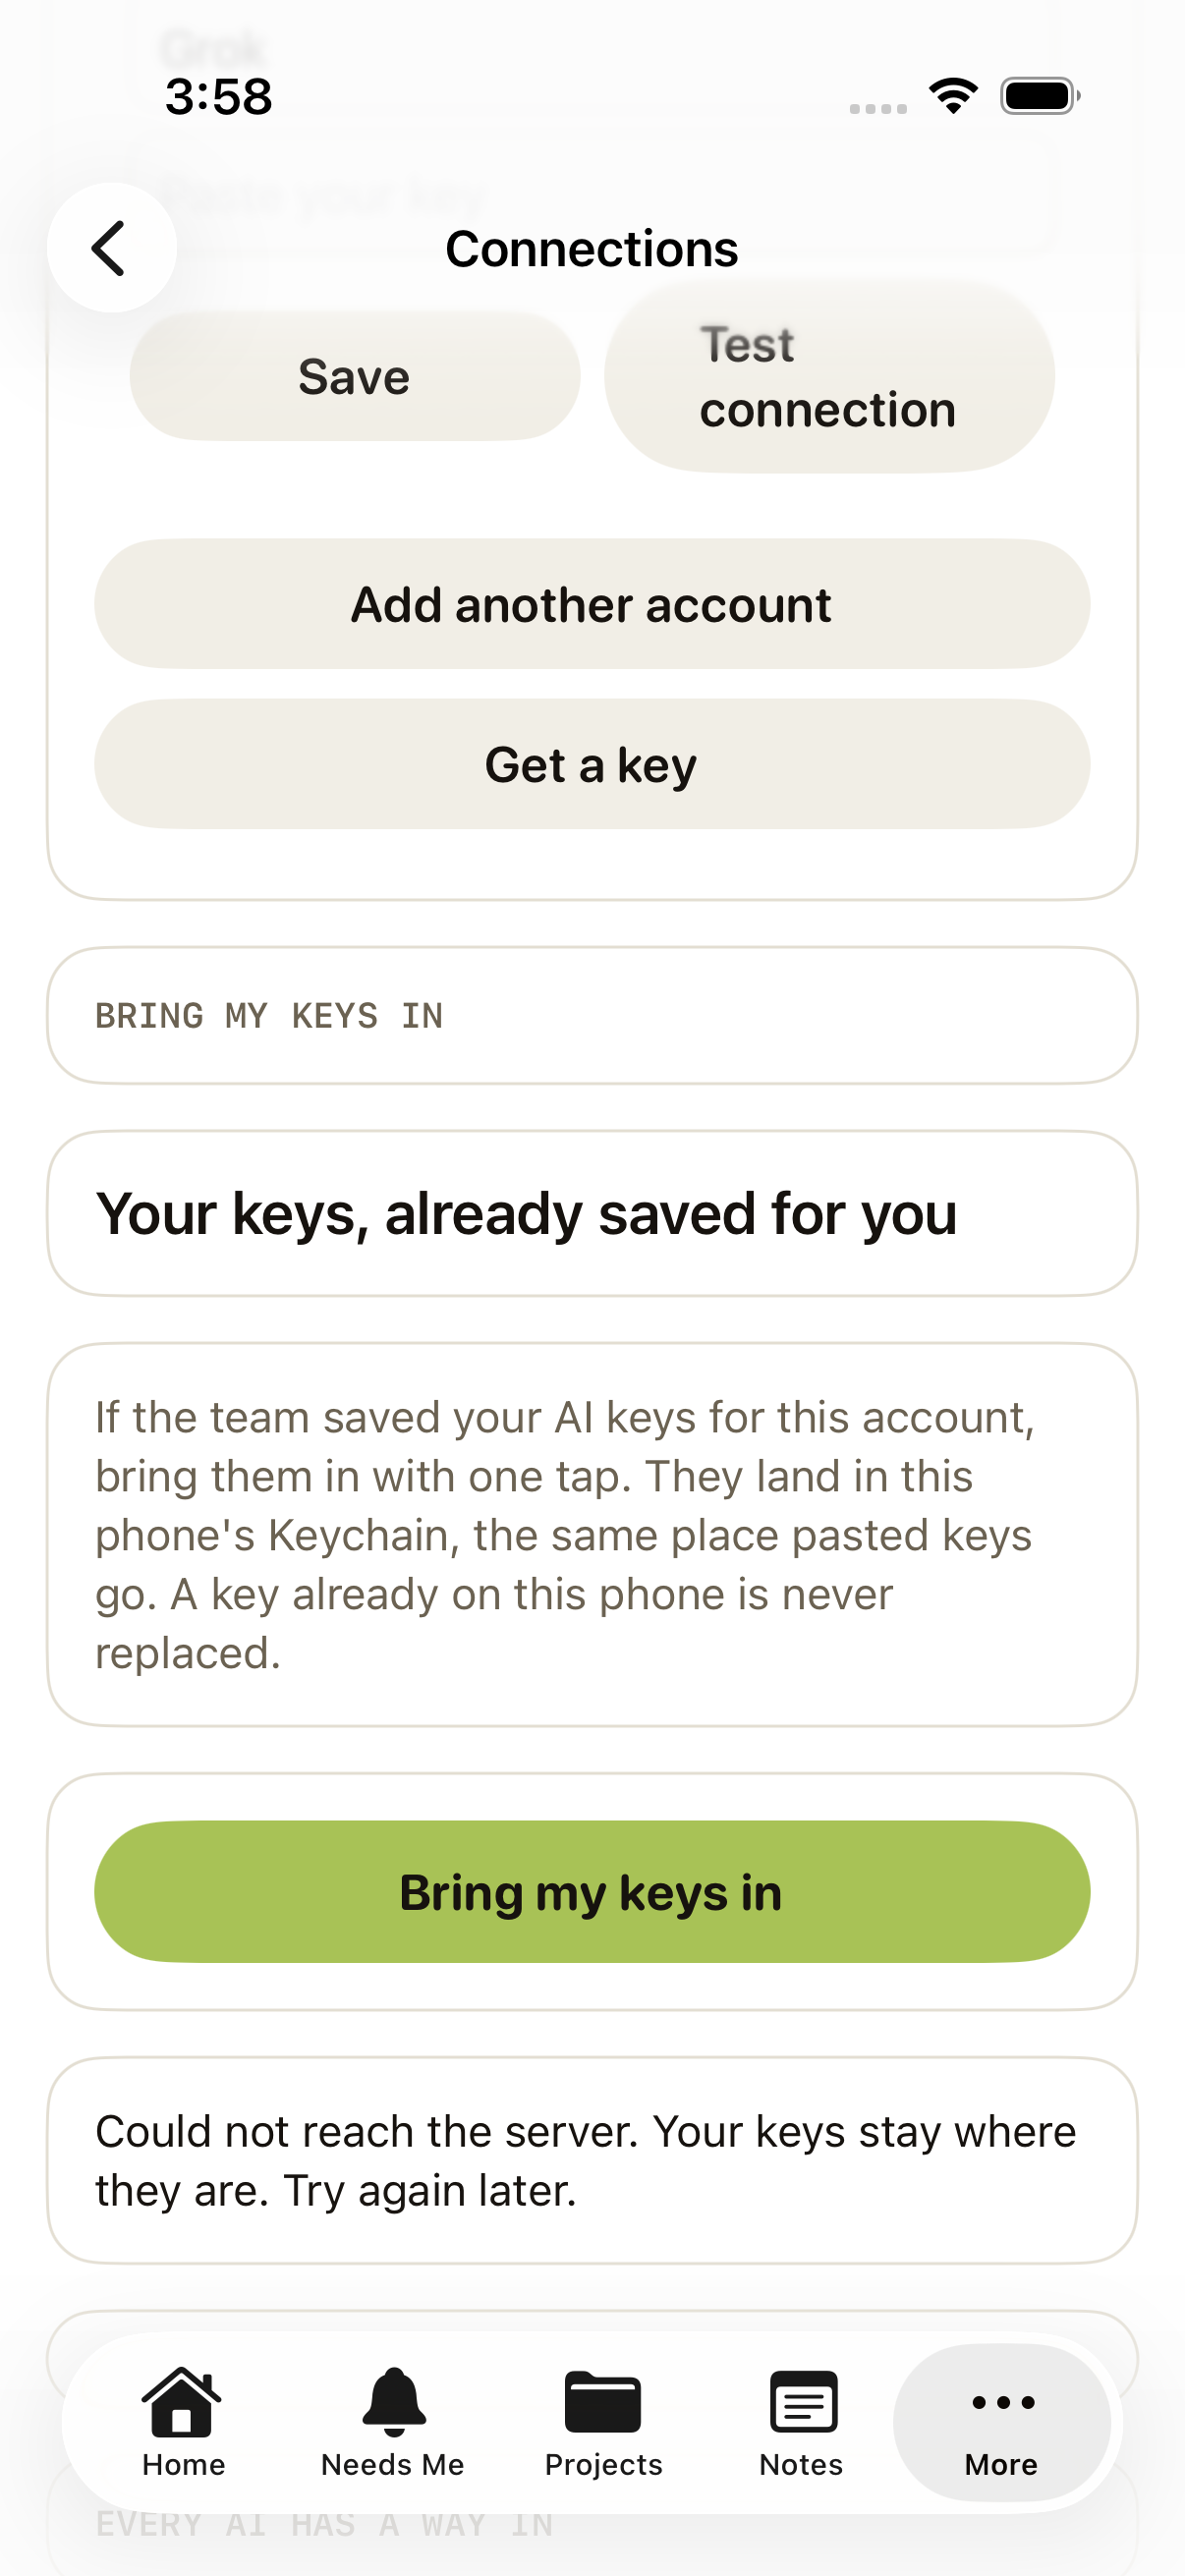 Grok
3:58
Paste your key
Connections
Save
Test
connection
Add another account
Get a key
BRING MY KEYS IN
Your keys, already saved for you
If the team saved your AI keys for this account,
bring them in with one tap. They land in this
phone's Keychain, the same place pasted keys
go. A key already on this phone is never
replaced.
Bring my keys in
Could not reach the server. Your keys stay where
they are. Try again later.
Home
Needs Me
Projects
Notes
More
EVERY AI HAS A WAY IN